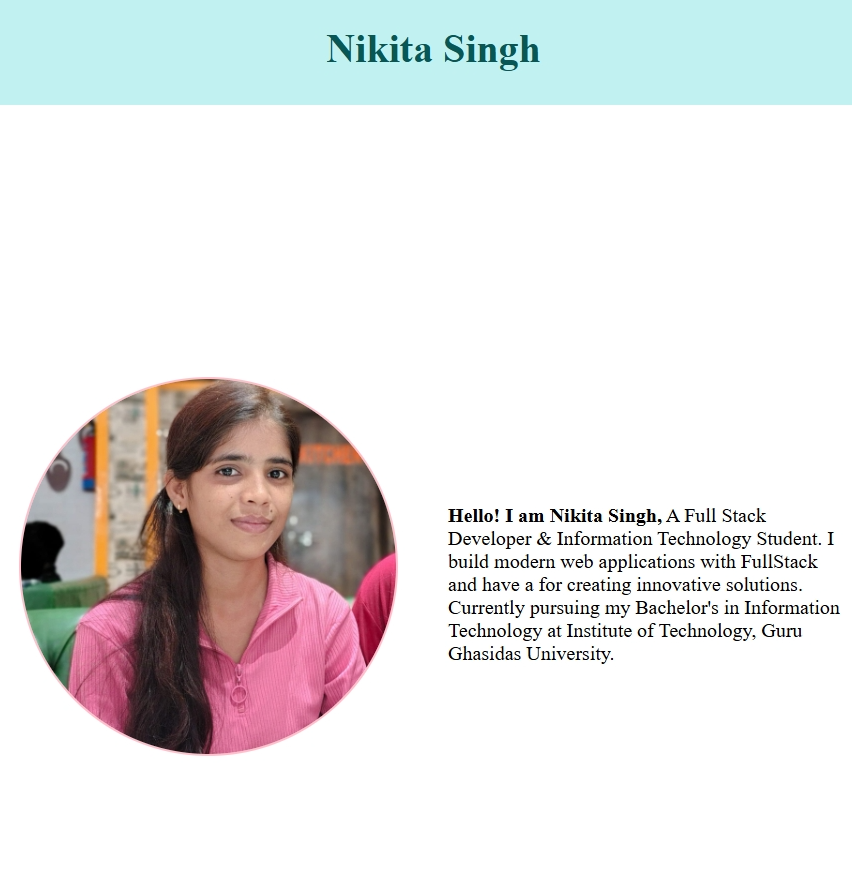 Nikita Singh
Hello! I am Nikita Singh, A Full Stack
Developer & Information Technology Student. I
build modern web applications with FullStack
and have a for creating innovative solutions.
Currently pursuing my Bachelor's in Information
Technology at Institute of Technology, Guru
Ghasidas University.